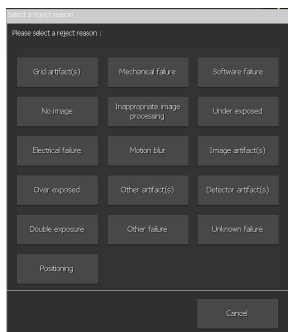 Select a reject reason
Please select a reject reason :
Grid artifact(s)
Mechanical failure
Software failure
No image
Inappropriate image
processing
Under exposed
Electrical failure
Motion blur
Image artifact(s)
Over exposed
Other artifact(s)
Detector artifact(s)
Double exposure
Other failure
Unknown failure
Positioning
Cancel